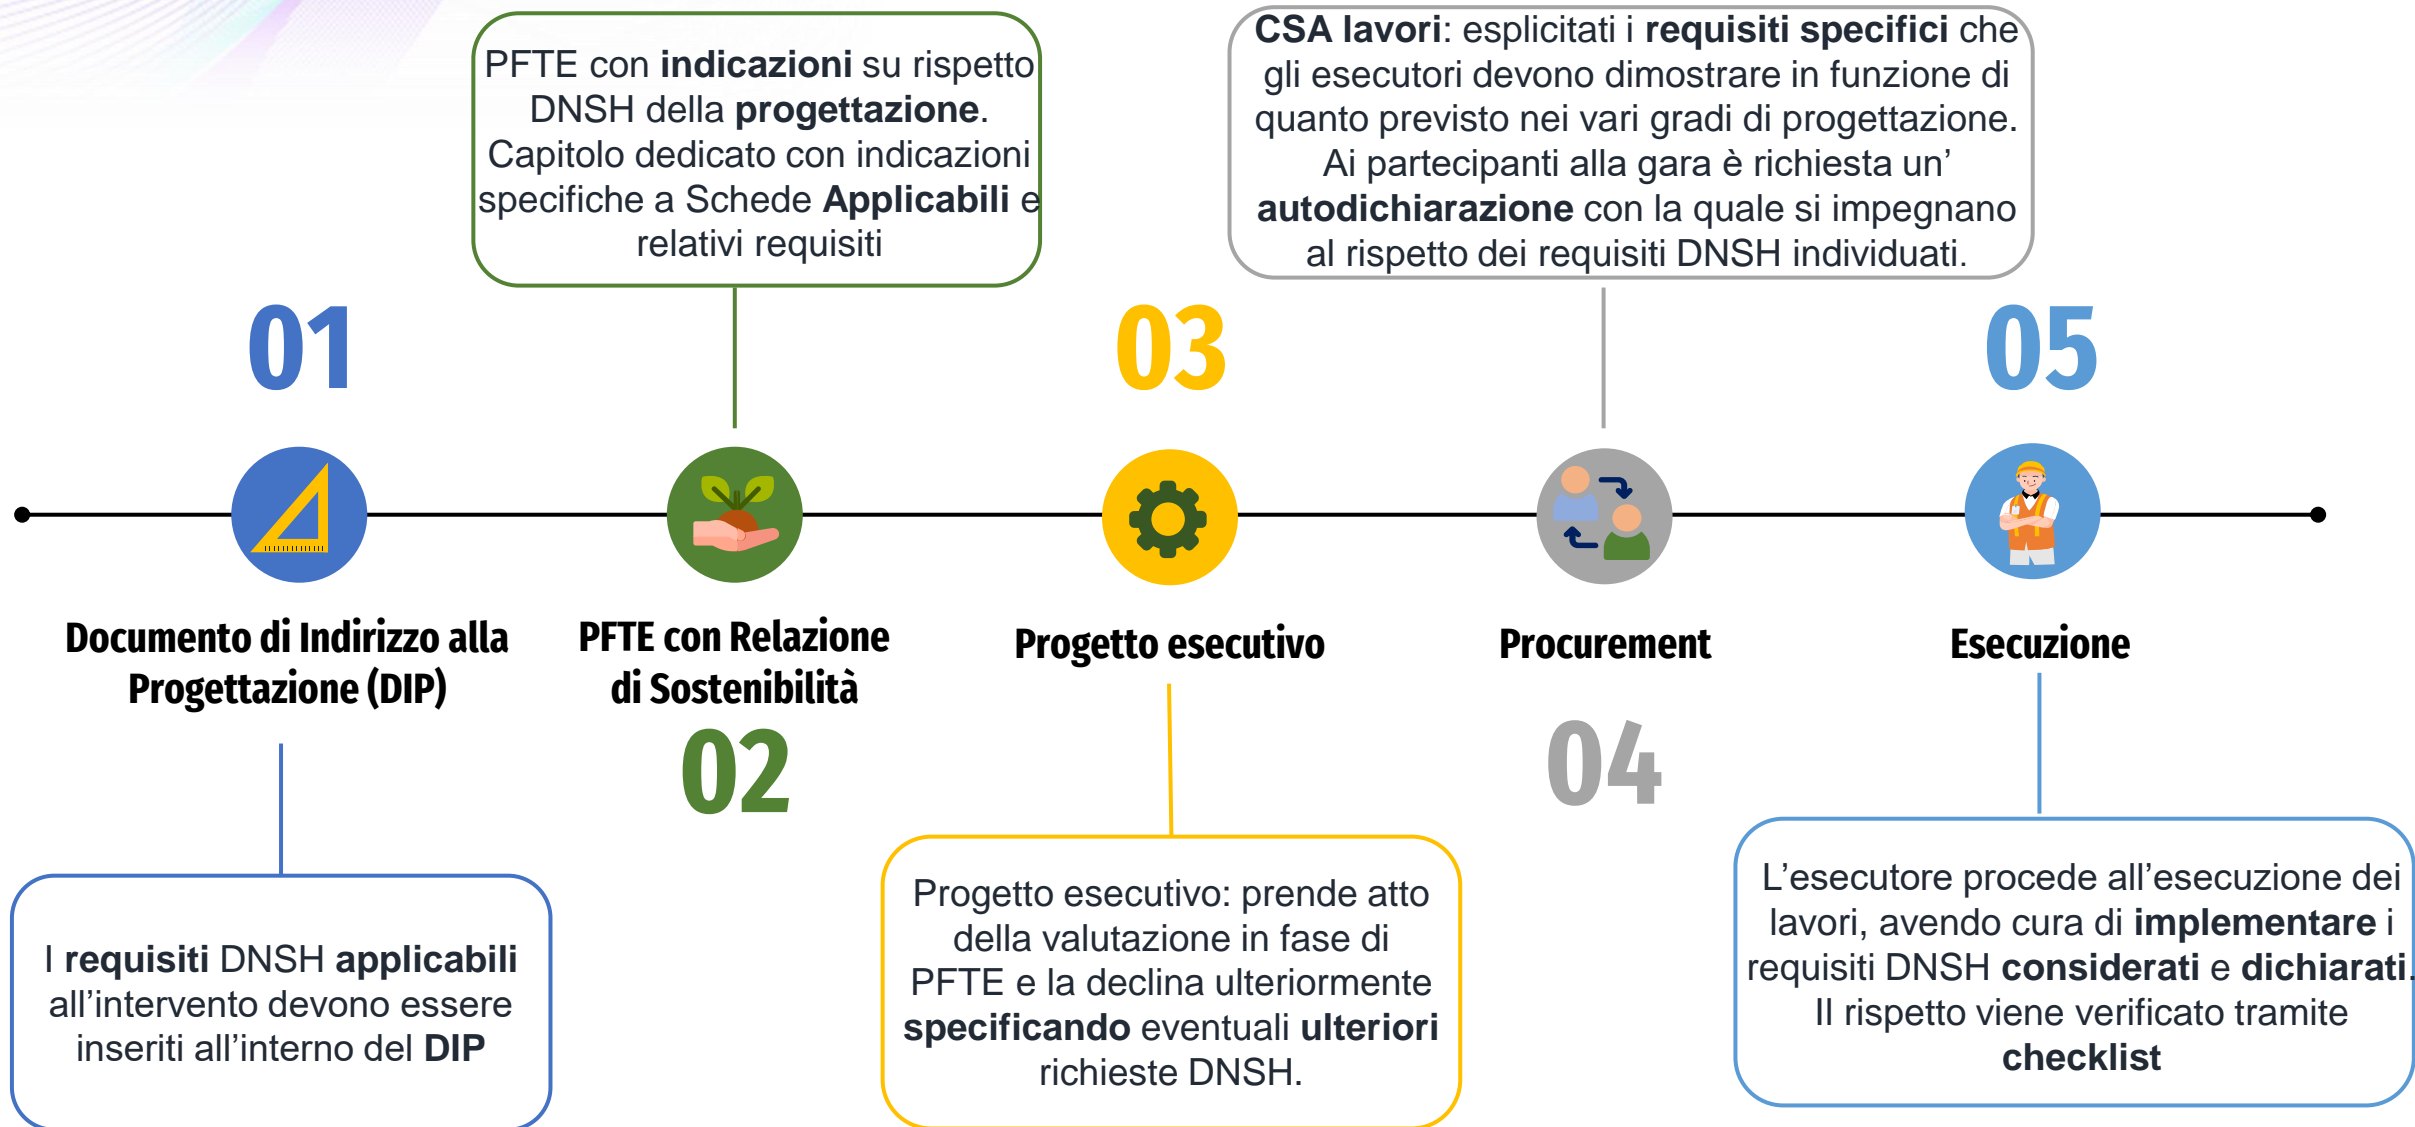 PFTE con indicazioni su rispetto
DNSH della progettazione.
Capitolo dedicato con indicazioni
specifiche a Schede Applicabili e
relativi requisiti
CSA lavori: esplicitati i requisiti specifici che
gli esecutori devono dimostrare in funzione di
quanto previsto nei vari gradi di progettazione.
Ai partecipanti alla gara è richiesta un’
autodichiarazione con la quale si impegnano
al rispetto dei requisiti DNSH individuati.
01
03
05
Documento di Indirizzo alla
Progettazione (DIP)
PFTE con Relazione
di Sostenibilità
02
Progetto esecutivo
Procurement
04
Esecuzione
I requisiti DNSH applicabili
all’intervento devono essere
inseriti all’interno del DIP
Progetto esecutivo: prende atto
della valutazione in fase di
PFTE e la declina ulteriormente
specificando eventuali ulteriori
richieste DNSH.
L’esecutore procede all’esecuzione dei
lavori, avendo cura di implementare i
requisiti DNSH considerati e dichiarati.
Il rispetto viene verificato tramite
checklist